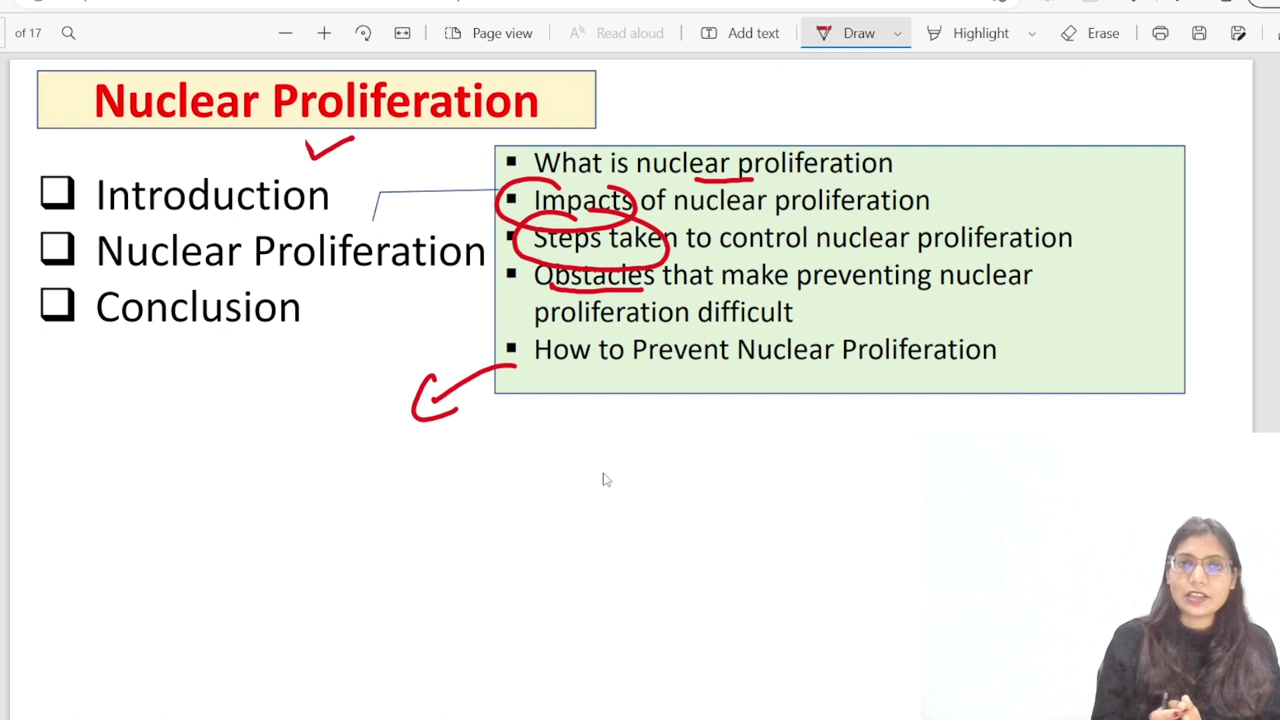 of 17
Page view
Read aloud
Add text
Draw
Highlight
Erase
Nuclear Proliferation
Introduction
Nuclear Proliferation
Conclusion
What is nuclear proliferation
Impacts of nuclear proliferation
Steps taken to control nuclear proliferation
Obstacles that make preventing nuclear
proliferation difficult
How to Prevent Nuclear Proliferation